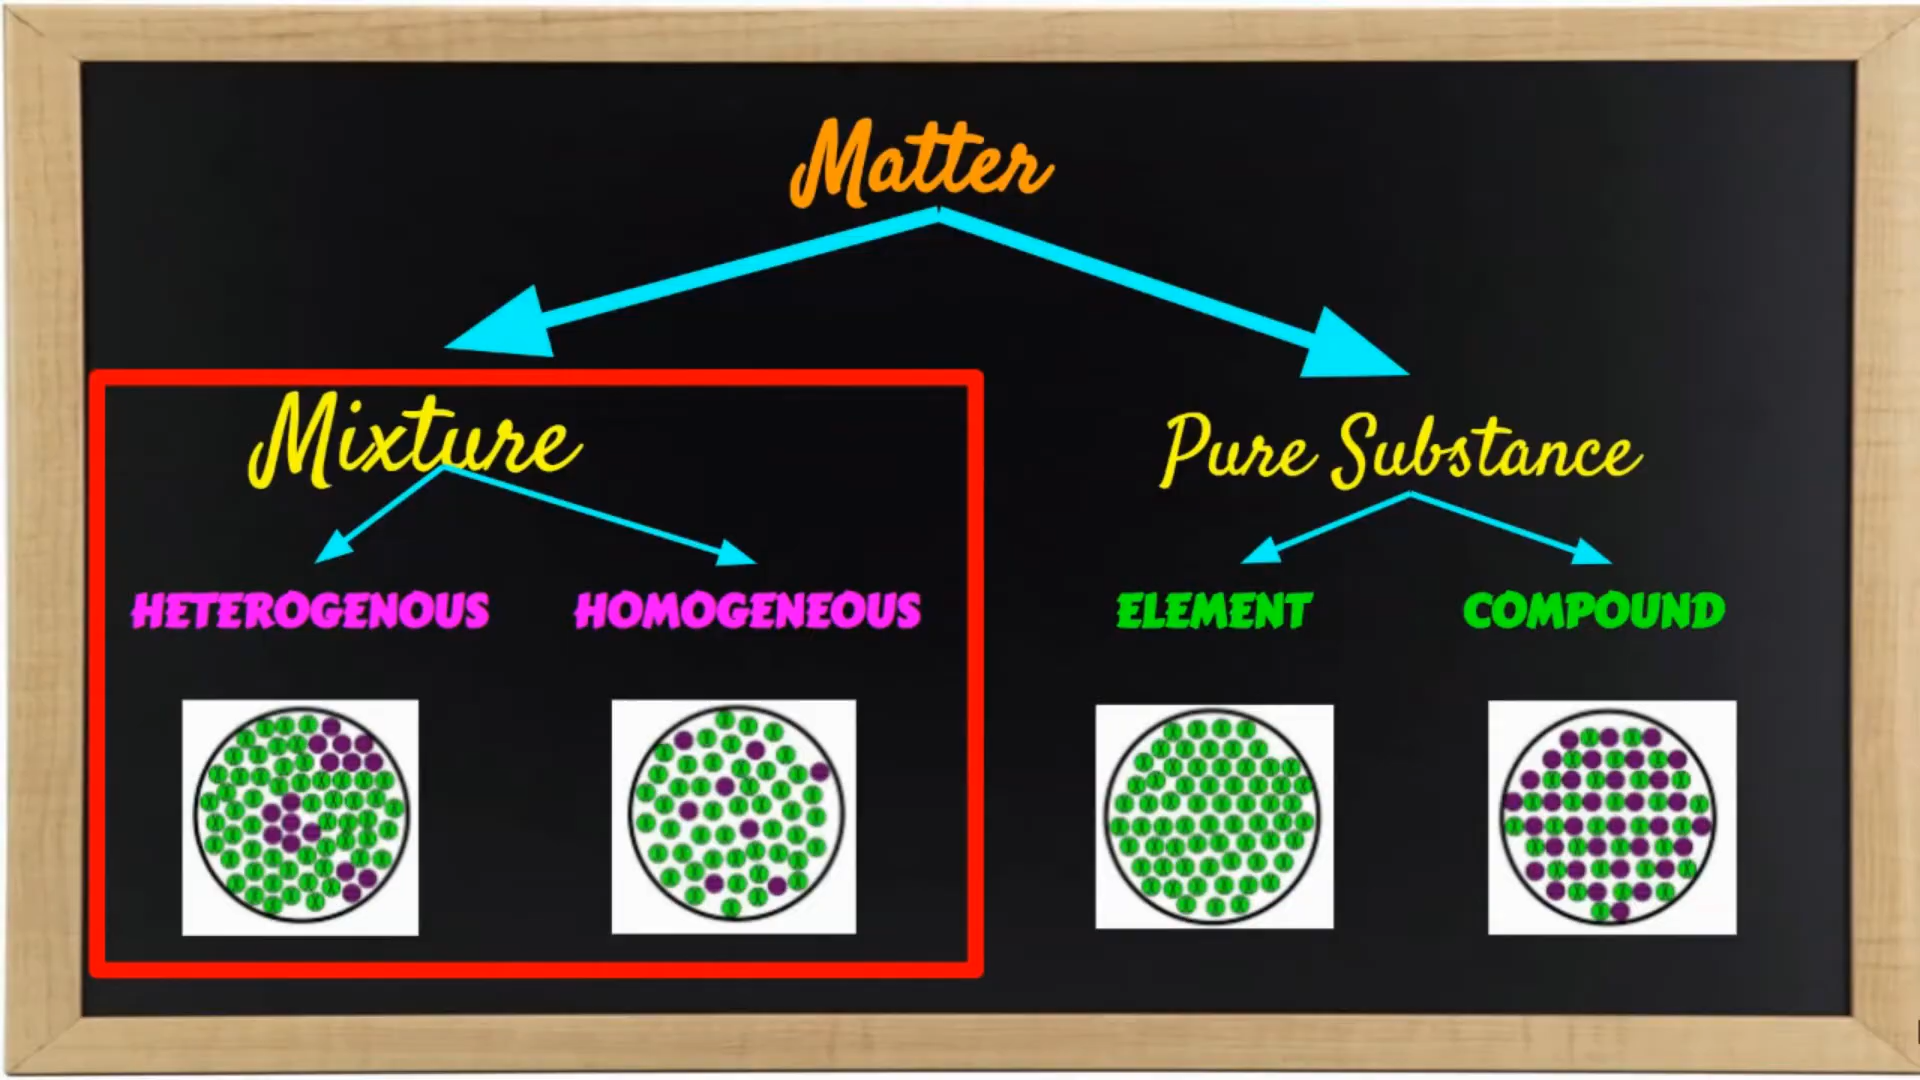 Matter
Mixture
Pure Substance
HETEROGENOUS
HOMOGENEOUS
ELEMENT
COMPOUND